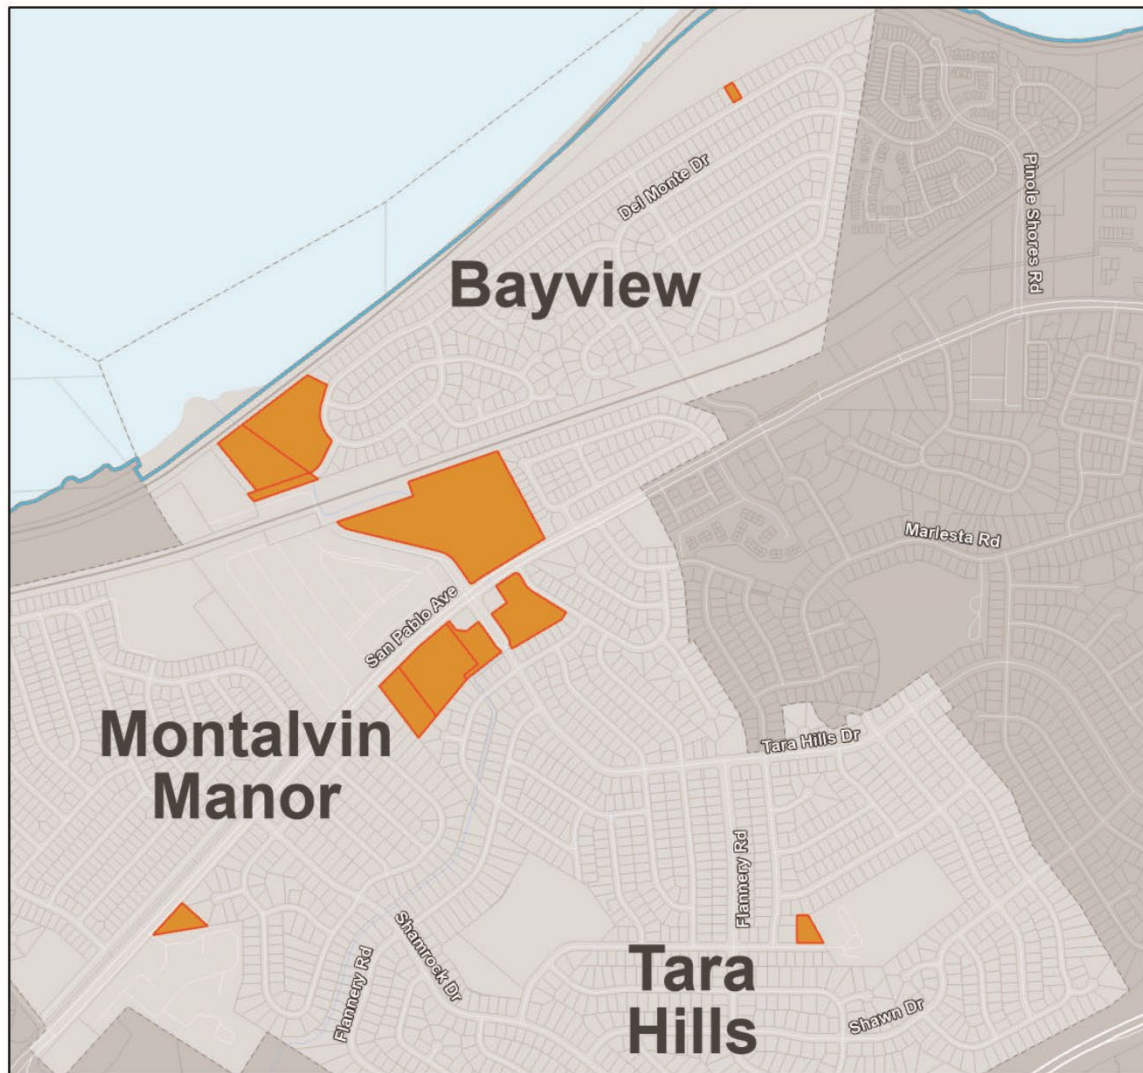 Del Monte Dr
Pinole Shores Rd
Bayview
Marlesta Rd
San Pablo Ave
Montalvin
Manor
Tara Hills Dr
Flannery Rd
Shamrock Dr
Flannery Rd
Tara
Hills
Shawn Dr